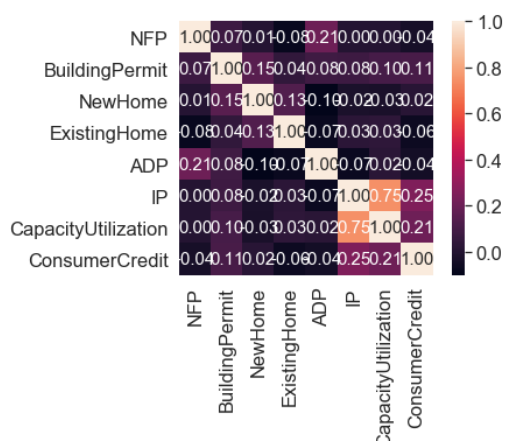 1.0
NFP 1.00 0.07 0.01 -0.08 0.21 0.00 0.00 -0.04
BuildingPermit 0.07 1.00 0.15 0.04 0.08 0.08 0.10 0.11
0.8
NewHome 0.01 0.15 1.00 0.13 -0.10 -0.02 -0.03 0.02
0.6
ExistingHome -0.08 0.04 0.13 1.00 -0.07 0.03 0.03 -0.06
ADP 0.21 0.08 -0.10 -0.07 1.00 -0.07 -0.02 -0.04
0.4
IP 0.00 0.08 -0.02 0.03 -0.07 1.00 0.75 0.25
0.2
CapacityUtilization 0.00 0.10 -0.03 0.03 -0.02 0.75 1.00 0.21
0.0
ConsumerCredit -0.04 0.11 0.02 -0.06 -0.04 0.25 0.21 1.00
NFP
BuildingPermit
NewHome
ExistingHome
ADP
IP
CapacityUtilization
ConsumerCredit